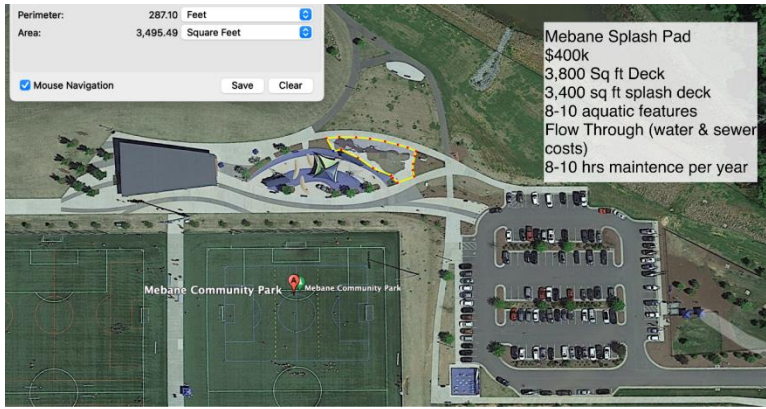 Perimeter: 287.10 Feet
Area: 3,495.49 Square Feet
Mouse Navigation Save Clear
Mebane Splash Pad
$400k
3,800 Sq ft Deck
3,400 sq ft splash deck
8-10 aquatic features
Flow Through (water & sewer
costs)
8-10 hrs maintence per year
A
Mebane Community Park Mebane Community Park